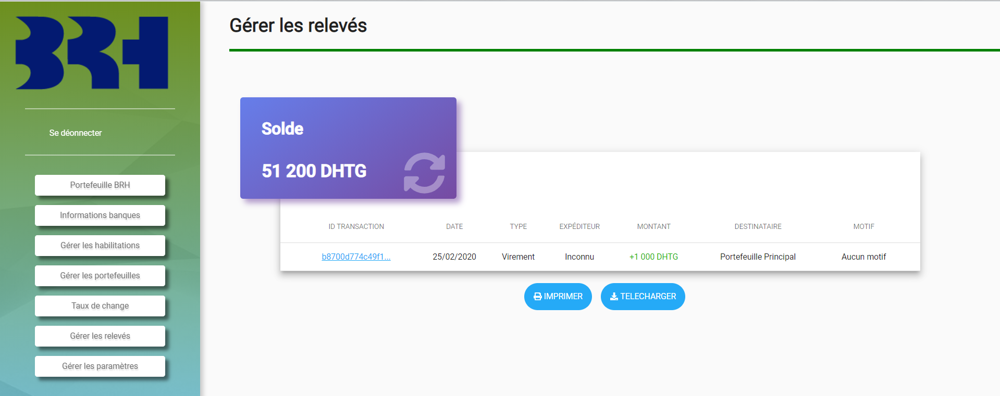 BRH
Se déonnecter
Portefeuille BRH
Informations banques
Gérer les habilitations
Gérer les portefeuilles
Taux de change
Gérer les relevés
Gérer les paramètres
Gérer les relevés
Solde
51 200 DHTG
ID TRANSACTION DATE TYPE EXPÉDITEUR MONTANT DESTINATAIRE MOTIF
b8700d774c49f1... 25/02/2020 Virement Inconnu +1 000 DHTG Portefeuille Principal Aucun motif
IMPRIMER TELECHARGER